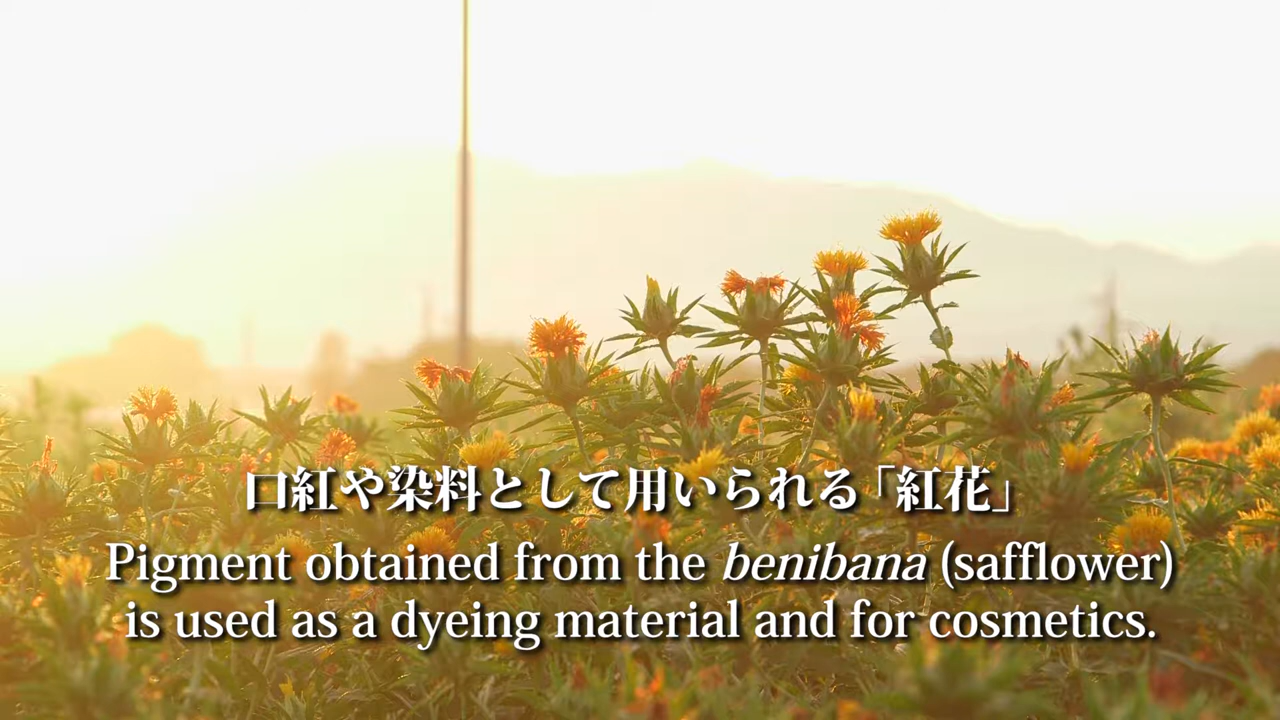 口紅や染料として用いられる「紅花」
Pigment obtained from the benibana (safflower)
is used as a dyeing material and for cosmetics.